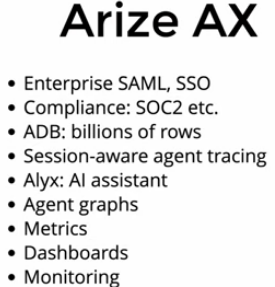 Arize AX
• Enterprise SAML, SSO
• Compliance: SOC2 etc.
• ADB: billions of rows
• Session-aware agent tracing
• Alyx: AI assistant
• Agent graphs
• Metrics
• Dashboards
• Monitoring